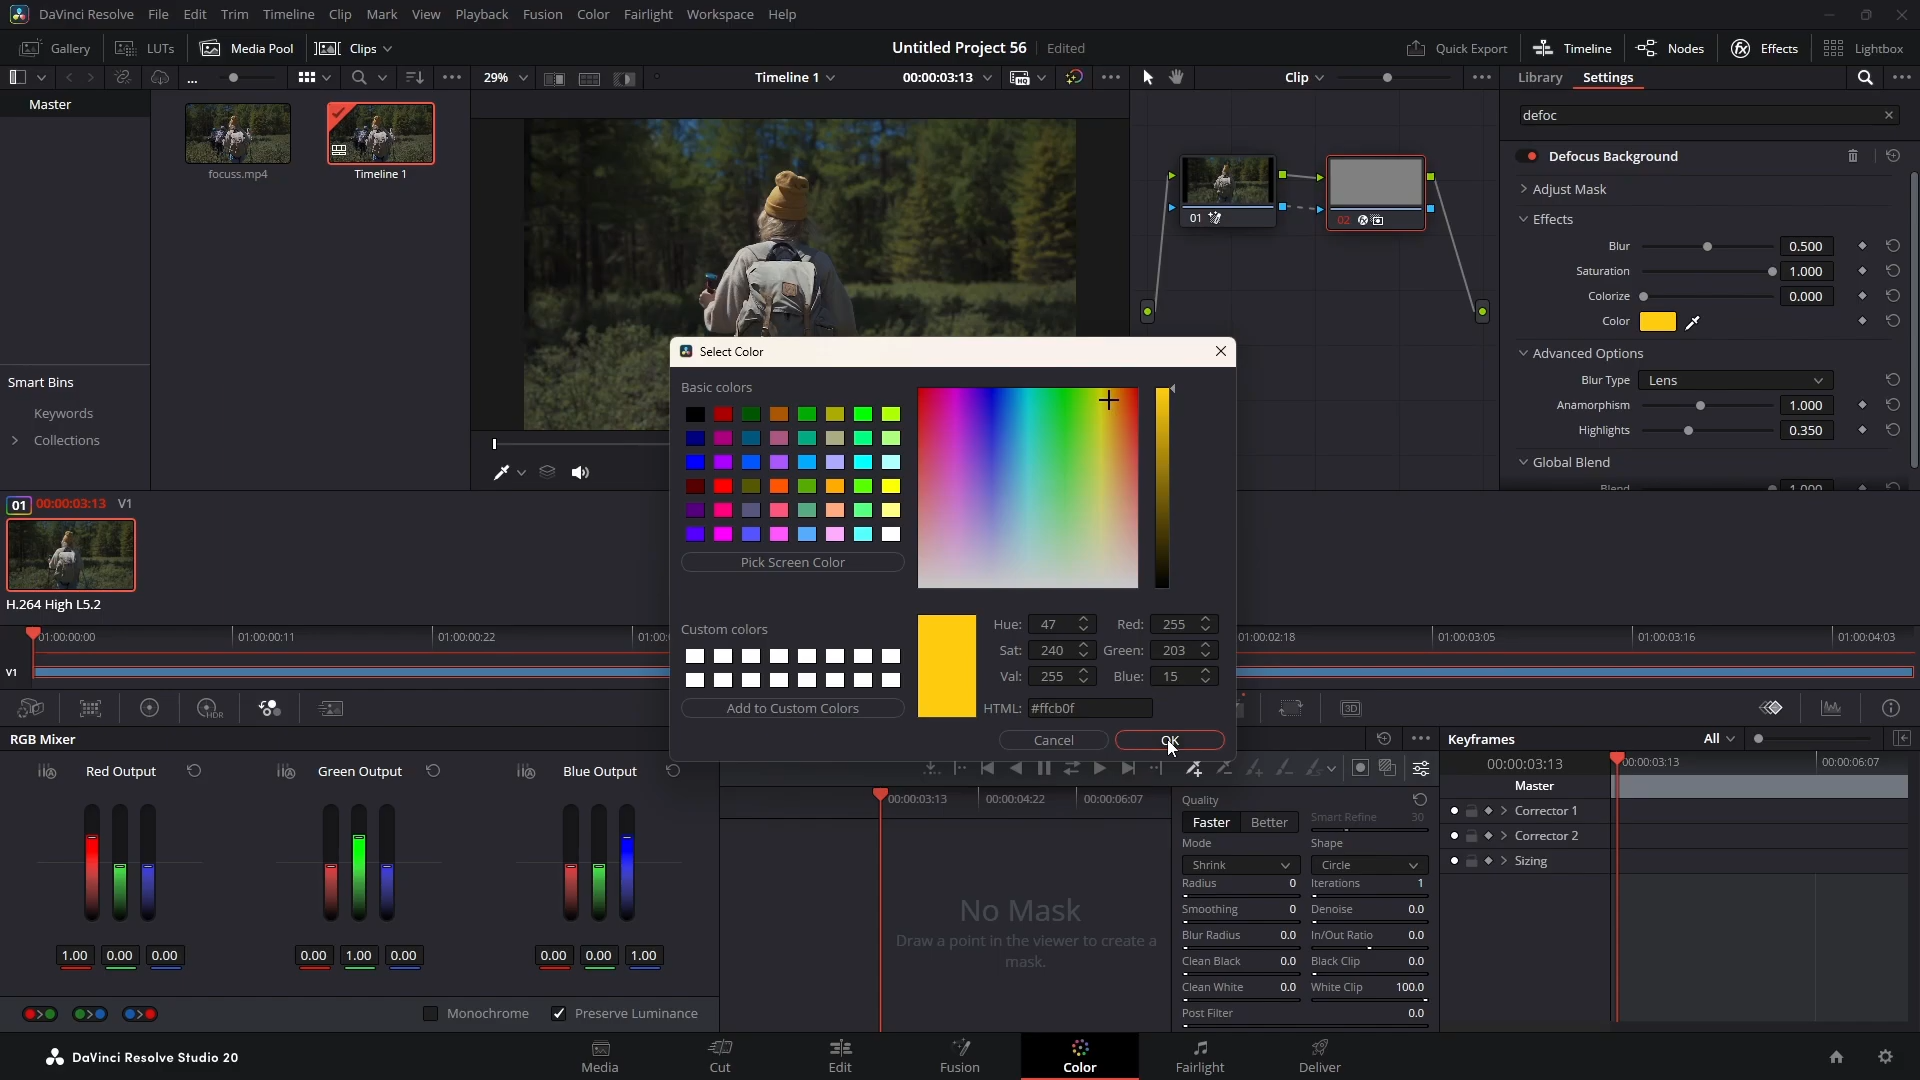 DaVinci Resolve File Edit Trim Timeline Clip Mark View Playback Fusion Color Fairlight Workspace Help
Gallery LUTs Media Pool Clips Untitled Project 56 Edited Quick Export Timeline Nodes Effects Lightbox
... 29% Timeline 1 00:00:03:13 HQ Clip Library Settings
Master
focuss.mp4
Timeline 1
Smart Bins
Keywords
Collections
01
02
defoc
Defocus Background
Adjust Mask
Effects
Blur 0.500
Saturation 1.000
Colorize 0.000
Color
Advanced Options
Blur Type Lens
Anamorphism 1.000
Highlights 0.350
Global Blend
Blend 1.000
Select Color
Basic colors
Pick Screen Color
Custom colors
Add to Custom Colors
Hue: 47 Red: 255
Sat: 240 Green: 203
Val: 255 Blue: 15
HTML: #ffcb0f
Cancel OK
01 00:00:03:13 V1
H.264 High L5.2
01:00:00:00 01:00:00:11 01:00:00:22 01:00 01:00:02:18 01:00:03:05 01:00:03:16 01:00:04:03
V1
HDR 3D
RGB Mixer
Red Output Green Output Blue Output
1.00 0.00 0.00 0.00 1.00 0.00 0.00 0.00 1.00
Monochrome Preserve Luminance
00:00:03:13 00:00:04:22 00:00:06:07
No Mask
Draw a point in the viewer to create a
mask.
Quality
Faster Better Smart Refine 30
Mode Shape
Shrink Circle
Radius 0 Iterations 1
Smoothing 0 Denoise 0.0
Blur Radius 0.0 In/Out Ratio 0.0
Clean Black 0.0 Black Clip 0.0
Clean White 0.0 White Clip 100.0
Post Filter 0.0
Keyframes All
00:00:03:13 00:00:03:13 00:00:06:07
Master
Corrector 1
Corrector 2
Sizing
DaVinci Resolve Studio 20
Media Cut Edit Fusion Color Fairlight Deliver